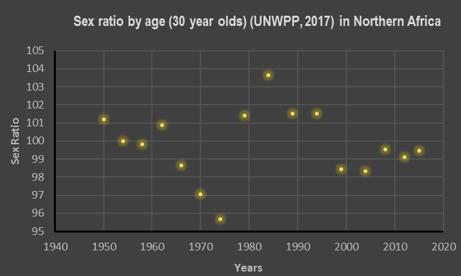 Sex ratio by age (30 year olds) (UNWPP, 2017) in Northern Africa
105
104
103
102
101
100
99
98
97
96
95
Sex Ratio
1940 1950 1960 1970 1980 1990 2000 2010 2020
Years